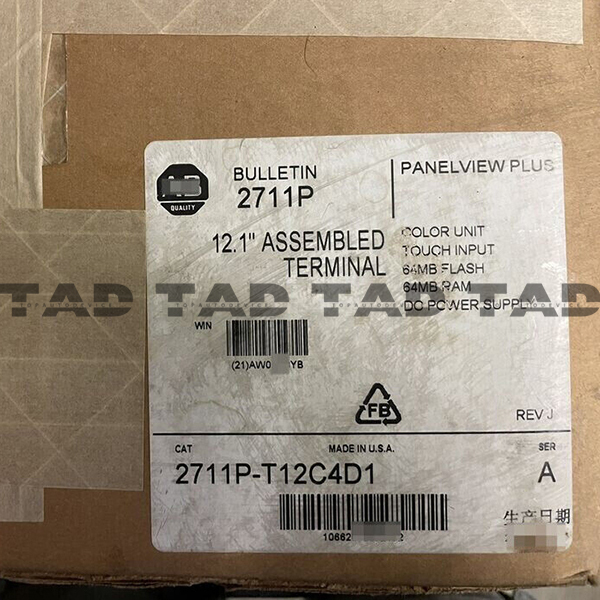 BULLETIN
2711P
PANELVIEW PLUS
QUALITY
12.1" ASSEMBLED
TERMINAL
COLOR UNIT
TOUCH INPUT
64MB FLASH
64MB RAM
DC POWER SUPPLY
TAD TAD TAD TAD
WIN
(21)AW0 YB
FB
REV J
CAT
MADE IN U.S.A.
SER
2711P-T12C4D1
A
生产日期